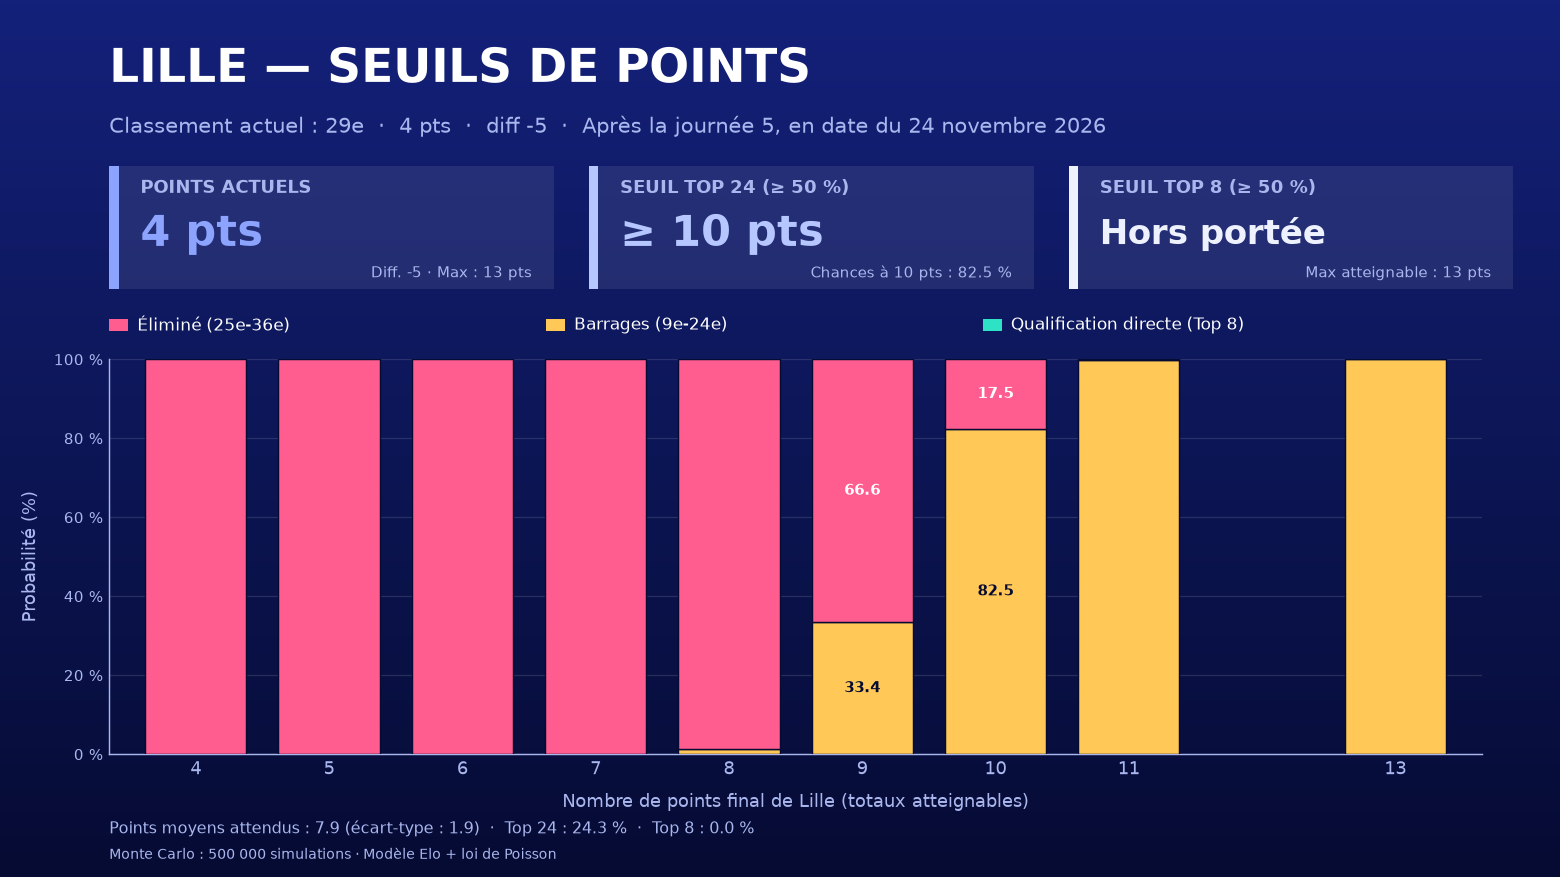 LILLE — SEUILS DE POINTS
Classement actuel : 29e · 4 pts · diff -5 · Après la journée 5, en date du 24 novembre 2026
POINTS ACTUELS
4 pts
Diff. -5 · Max : 13 pts
SEUIL TOP 24 (≥ 50 %)
≥ 10 pts
Chances à 10 pts : 82.5 %
SEUIL TOP 8 (≥ 50 %)
Hors portée
Max atteignable : 13 pts
Éliminé (25e-36e)
Barrages (9e-24e)
Qualification directe (Top 8)
Probabilité (%)
100 %
80 %
60 %
40 %
20 %
0 %
66.6
33.4
17.5
82.5
4 5 6 7 8 9 10 11 13
Nombre de points final de Lille (totaux atteignables)
Points moyens attendus : 7.9 (écart-type : 1.9) · Top 24 : 24.3 % · Top 8 : 0.0 %
Monte Carlo : 500 000 simulations · Modèle Elo + loi de Poisson